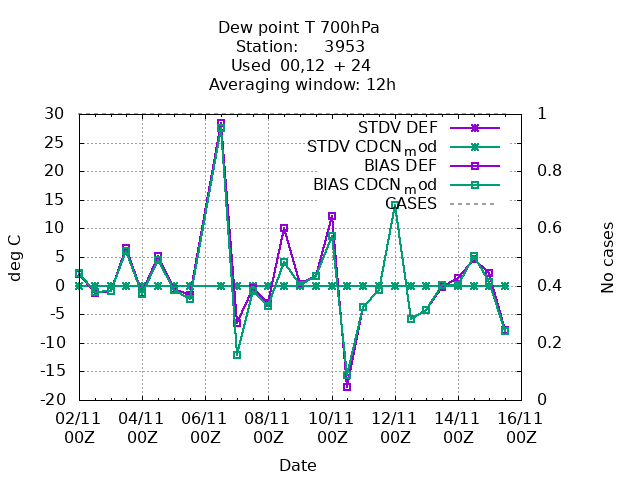 Dew point T 700hPa
Station: 3953
Used 00,12 + 24
Averaging window: 12h
30 1
STDV DEF
25
STDV CDCNmod
20 0.8
BIAS DEF
15
BIAS CDCNmod
CASES
10 0.6
5
deg C
No cases
0 0.4
-5
-10 0.2
-15
-20 0
02/11 04/11 06/11 08/11 10/11 12/11 14/11 16/11
00Z 00Z 00Z 00Z 00Z 00Z 00Z 00Z
Date